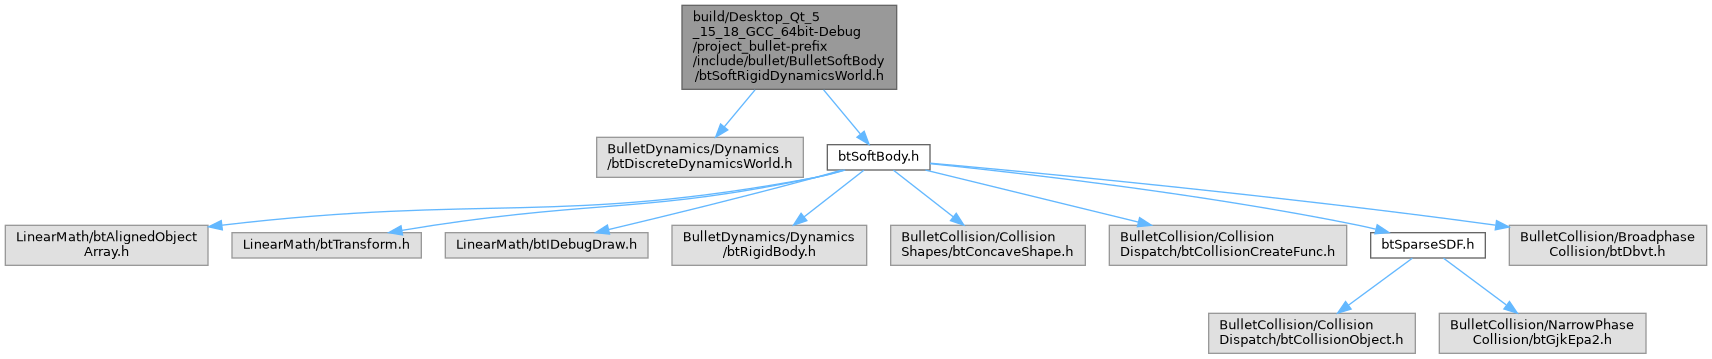 build/Desktop_Qt_5
_15_18_GCC_64bit-Debug
/project_bullet-prefix
/include/bullet/BulletSoftBody
/btSoftRigidDynamicsWorld.h
BulletDynamics/Dynamics
/btDiscreteDynamicsWorld.h
btSoftBody.h
LinearMath/btAlignedObject
Array.h
LinearMath/btTransform.h
LinearMath/btIDebugDraw.h
BulletDynamics/Dynamics
/btRigidBody.h
BulletCollision/Collision
Shapes/btConcaveShape.h
BulletCollision/Collision
Dispatch/btCollisionCreateFunc.h
btSparseSDF.h
BulletCollision/Broadphase
Collision/btDbvt.h
BulletCollision/Collision
Dispatch/btCollisionObject.h
BulletCollision/NarrowPhase
Collision/btGjkEpa2.h